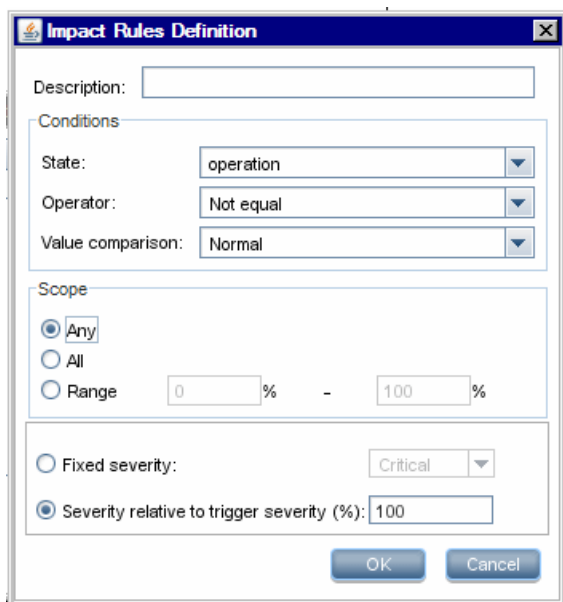 Impact Rules Definition
Description:
Conditions
State: operation
Operator: Not equal
Value comparison: Normal
Scope
Any
All
Range 0 % - 100 %
Fixed severity: Critical
Severity relative to trigger severity (%): 100
OK Cancel